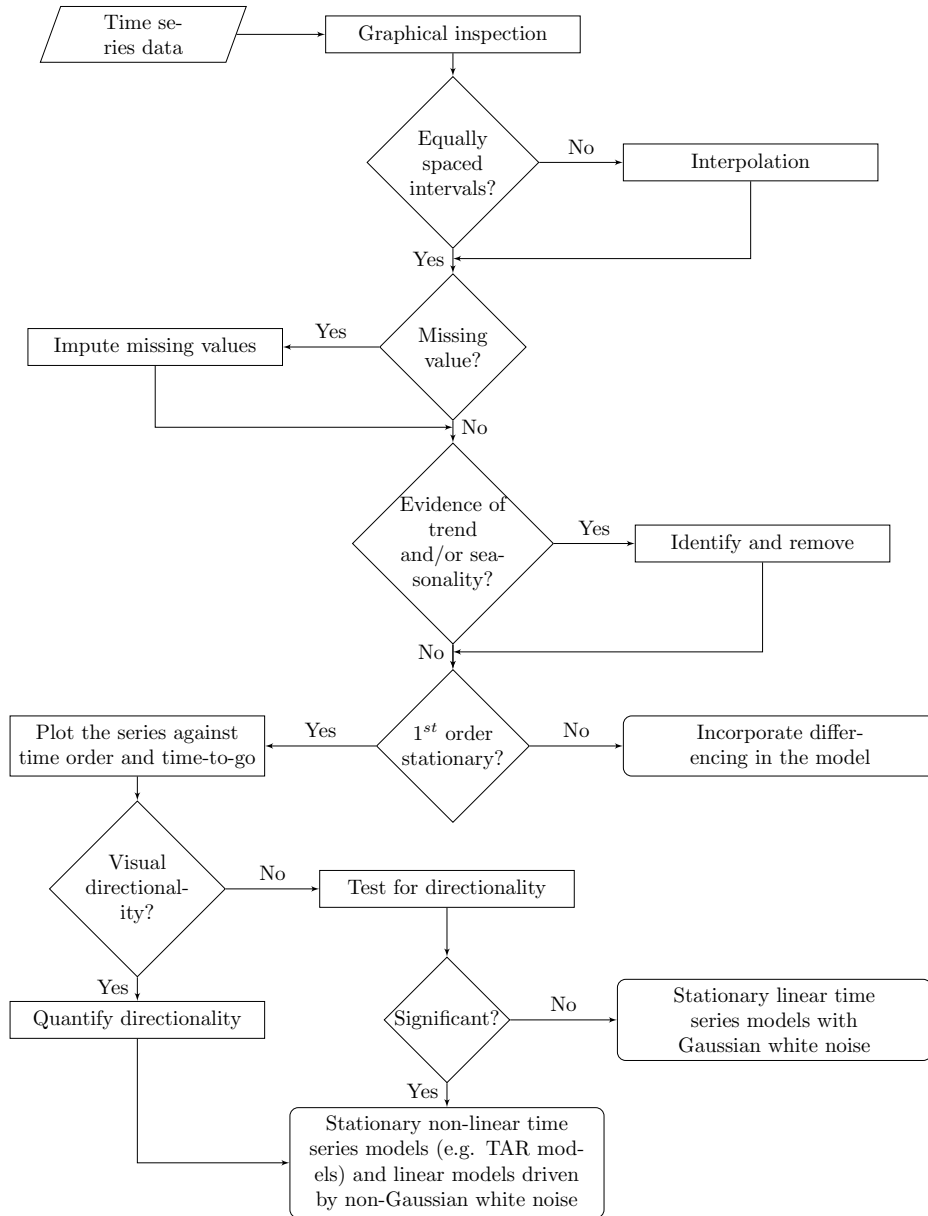 Time se-
ries data
Graphical inspection
Equally
spaced
intervals?
No
Interpolation
Yes
Missing
value?
Yes
Impute missing values
No
Evidence of
trend
and/or sea-
sonality?
Yes
Identify and remove
No
1st order
stationary?
Yes
Plot the series against
time order and time-to-go
No
Incorporate differ-
encing in the model
Visual
directional-
ity?
No
Test for directionality
Yes
Quantify directionality
Significant?
No
Stationary linear time
series models with
Gaussian white noise
Yes
Stationary non-linear time
series models (e.g. TAR mod-
els) and linear models driven
by non-Gaussian white noise